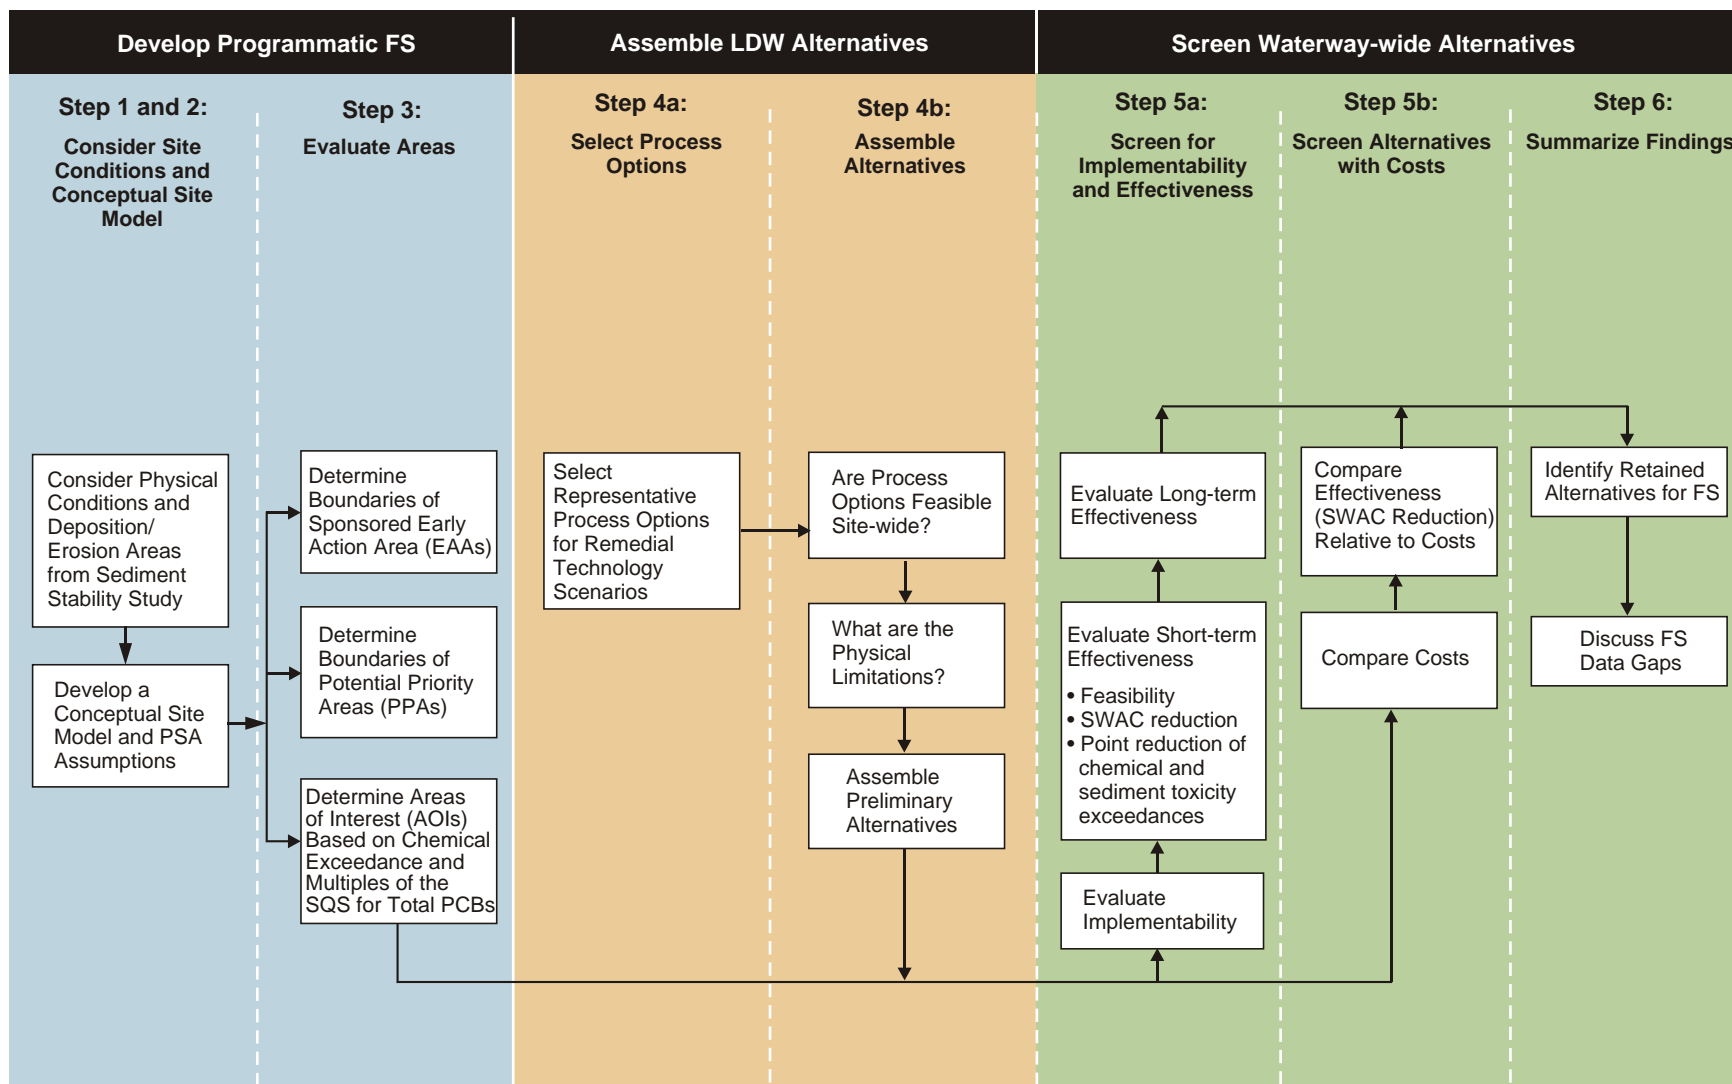 Develop Programmatic FS
Assemble LDW Alternatives
Screen Waterway-wide Alternatives
Step 1 and 2:
Consider Site
Conditions and
Conceptual Site
Model
Step 3:
Evaluate Areas
Step 4a:
Select Process
Options
Step 4b:
Assemble
Alternatives
Step 5a:
Screen for
Implementability
and Effectiveness
Step 5b:
Screen Alternatives
with Costs
Step 6:
Summarize Findings
Consider Physical
Conditions and
Deposition/
Erosion Areas
from Sediment
Stability Study
Develop a
Conceptual Site
Model and PSA
Assumptions
Determine
Boundaries of
Sponsored Early
Action Area (EAAs)
Determine
Boundaries of
Potential Priority
Areas (PPAs)
Determine Areas
of Interest (AOIs)
Based on Chemical
Exceedance and
Multiples of the
SQS for Total PCBs
Select
Representative
Process Options
for Remedial
Technology
Scenarios
Are Process
Options Feasible
Site-wide?
What are the
Physical
Limitations?
Assemble
Preliminary
Alternatives
Evaluate Long-term
Effectiveness
Evaluate Short-term
Effectiveness
• Feasibility
• SWAC reduction
• Point reduction of
chemical and
sediment toxicity
exceedances
Evaluate
Implementability
Compare
Effectiveness
(SWAC Reduction)
Relative to Costs
Compare Costs
Identify Retained
Alternatives for FS
Discuss FS
Data Gaps